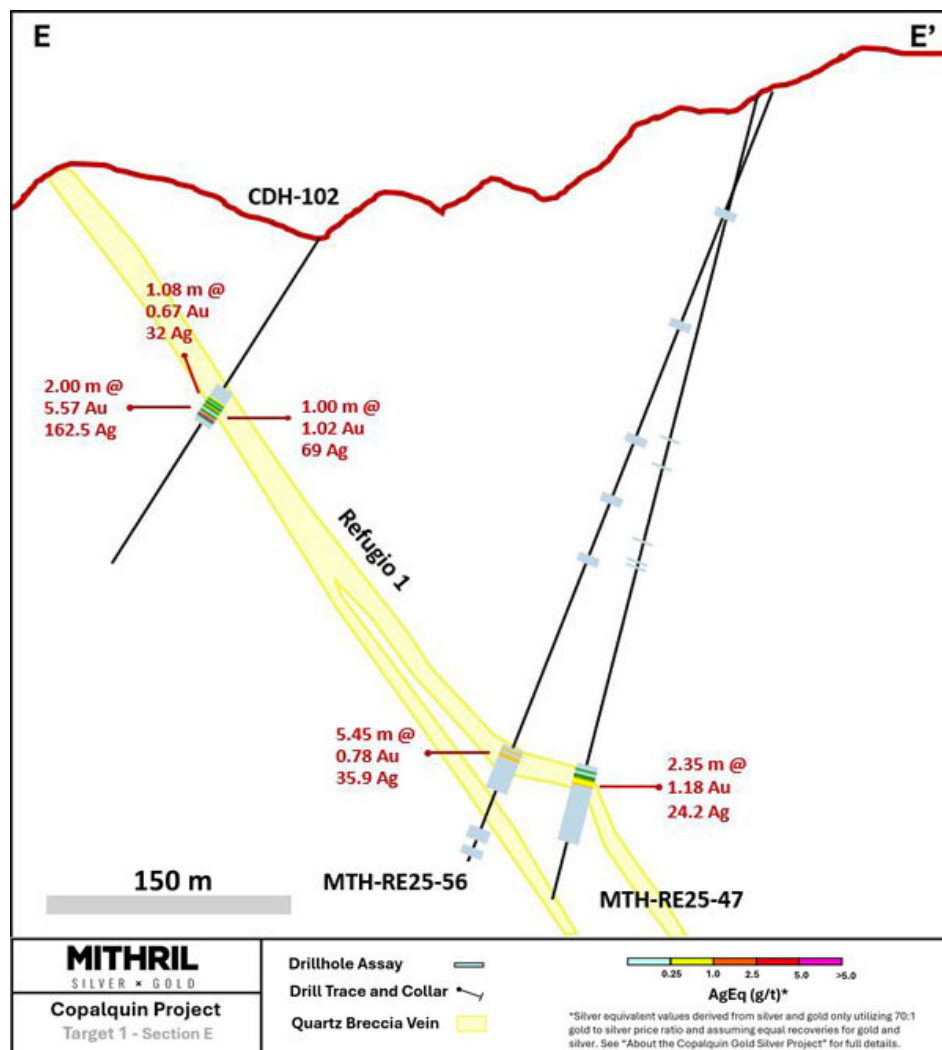 E
E'
CDH-102
1.08 m @
0.67 Au
32 Ag
2.00 m @
5.57 Au
162.5 Ag
1.00 m @
1.02 Au
69 Ag
Refugio 1
5.45 m @
0.78 Au
35.9 Ag
2.35 m @
1.18 Au
24.2 Ag
150 m
MTH-RE25-56
MTH-RE25-47
MITHRIL
SILVER × GOLD
Copalquin Project
Target 1 - Section E
Drillhole Assay
Drill Trace and Collar
Quartz Breccia Vein
0.25 1.0 2.5 5.0 >5.0
AgEq (g/t)*
*Silver equivalent values derived from silver and gold only utilizing 70:1
gold to silver price ratio and assuming equal recoveries for gold and
silver. See "About the Copalquin Gold Silver Project" for full details.